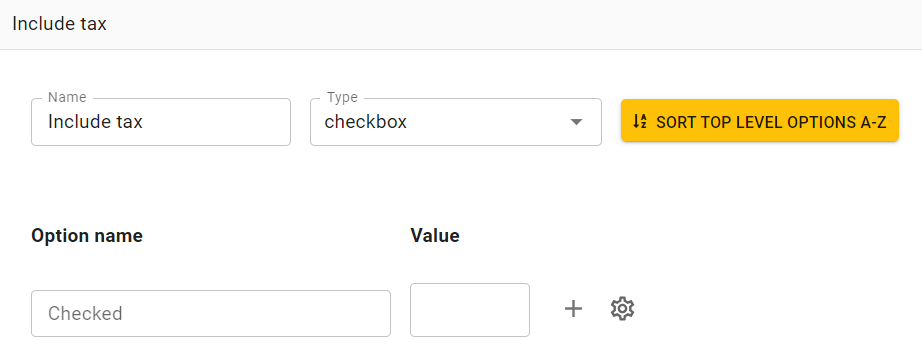 Include tax
Name
Include tax
Type
checkbox
SORT TOP LEVEL OPTIONS A-Z
Option name
Value
Checked